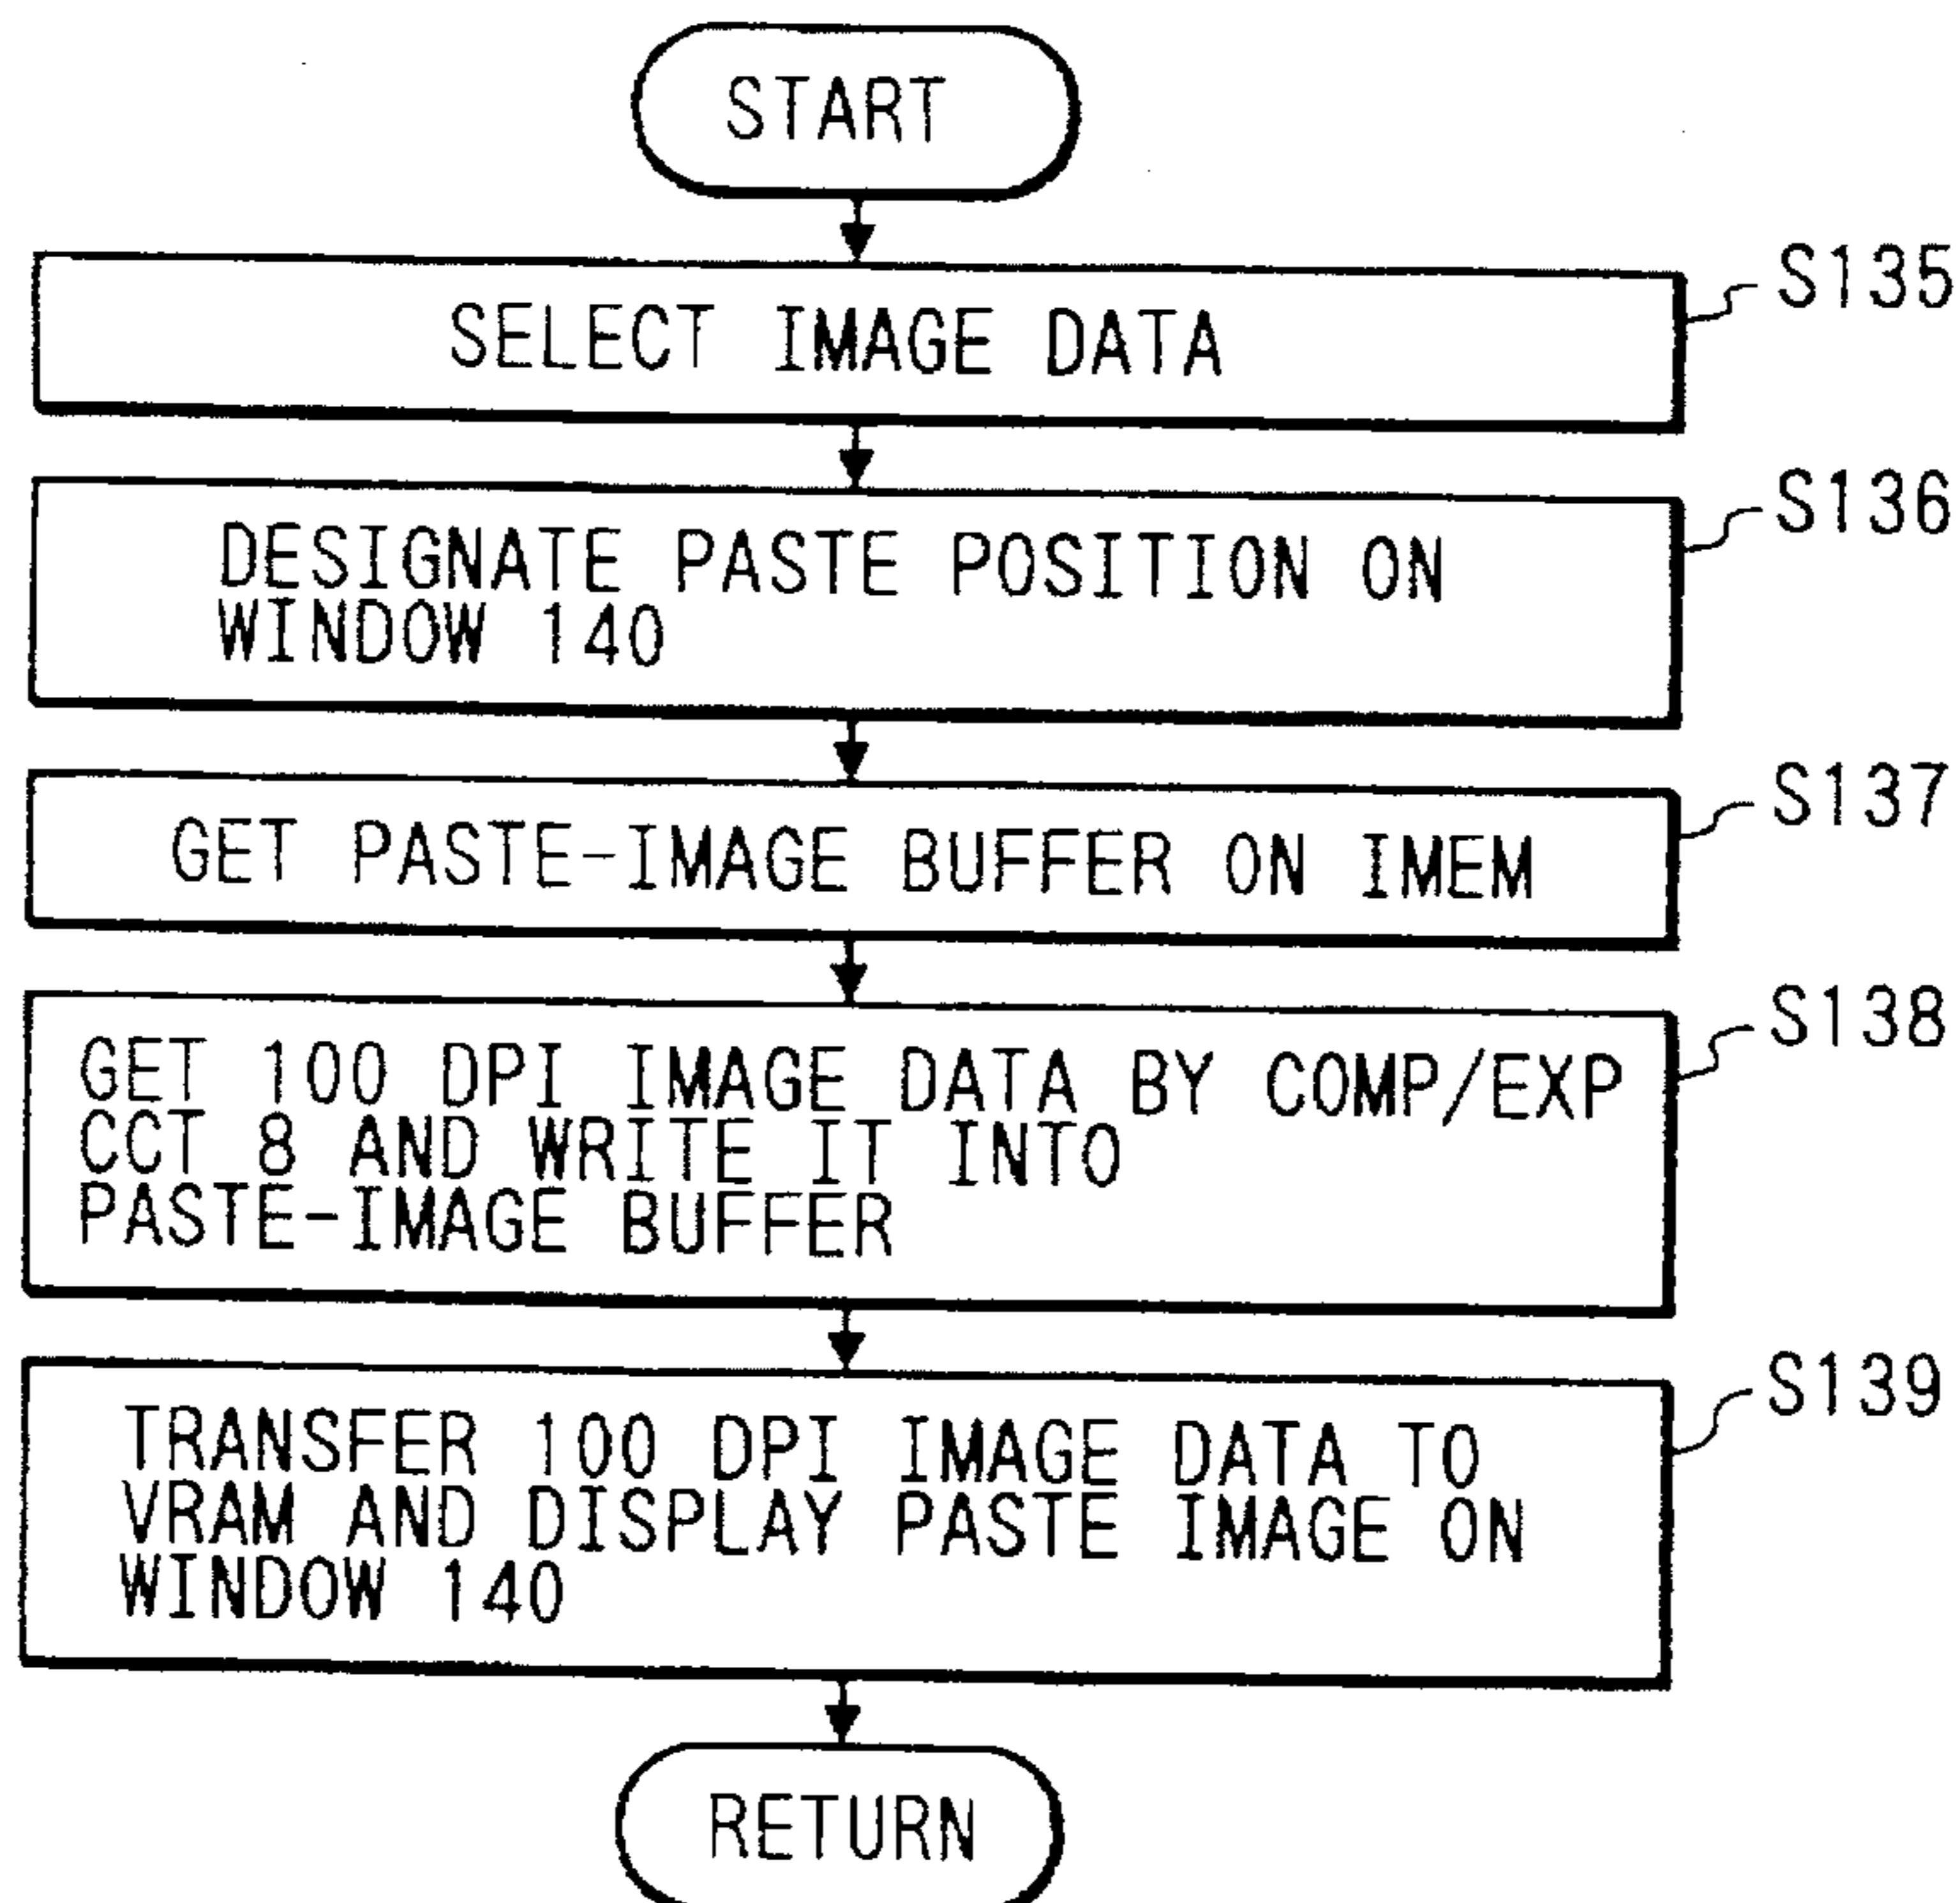 START
SELECT IMAGE DATA
S135
DESIGNATE PASTE POSITION ON
WINDOW 140
S136
GET PASTE-IMAGE BUFFER ON IMEM
S137
GET 100 DPI IMAGE DATA BY COMP/EXP
CCT 8 AND WRITE IT INTO
PASTE-IMAGE BUFFER
S138
TRANSFER 100 DPI IMAGE DATA TO
VRAM AND DISPLAY PASTE IMAGE ON
WINDOW 140
S139
RETURN